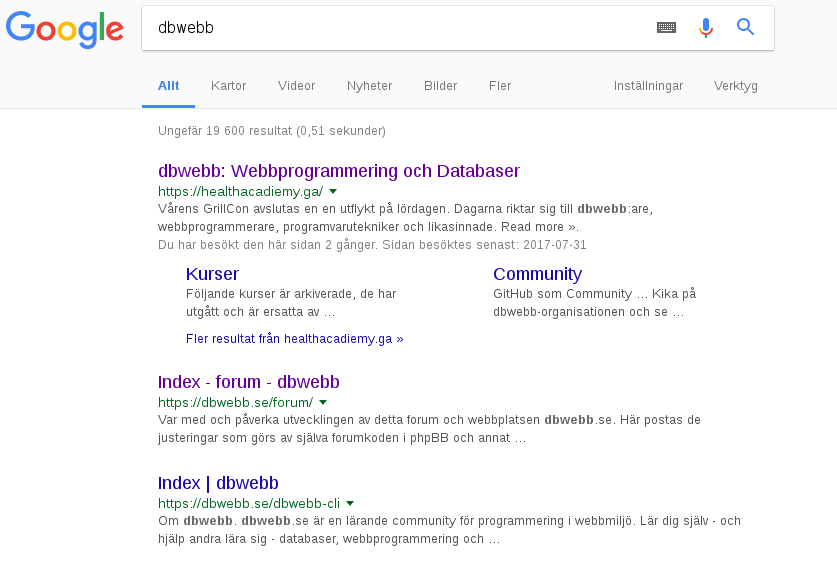 Google
dbwebb
Allt Kartor Videor Nyheter Bilder Fler Inställningar Verktyg
Ungefär 19 600 resultat (0,51 sekunder)
dbwebb: Webbprogrammering och Databaser
https://healthacadiemy.ga/
Vårens GrillCon avslutas en en utflykt på lördagen. Dagarna riktar sig till dbwebb:are,
webbprogrammerare, programvarutekniker och likasinnade. Read more ».
Du har besökt den här sidan 2 gånger. Sidan besöktes senast: 2017-07-31
Kurser
Följande kurser är arkiverade, de har
utgått och är ersatta av ...
Community
GitHub som Community ... Kika på
dbwebb-organisationen och se ...
Fler resultat från healthacadiemy.ga »
Index - forum - dbwebb
https://dbwebb.se/forum/
Var med och påverka utvecklingen av detta forum och webbplatsen dbwebb.se. Här postas de
justeringar som görs av själva forumkoden i phpBB och annat ...
Index | dbwebb
https://dbwebb.se/dbwebb-cli
Om dbwebb. dbwebb.se är en lärande community för programmering i webbmiljö. Lär dig själv - och
hjälp andra lära sig - databaser, webbprogrammering och ...